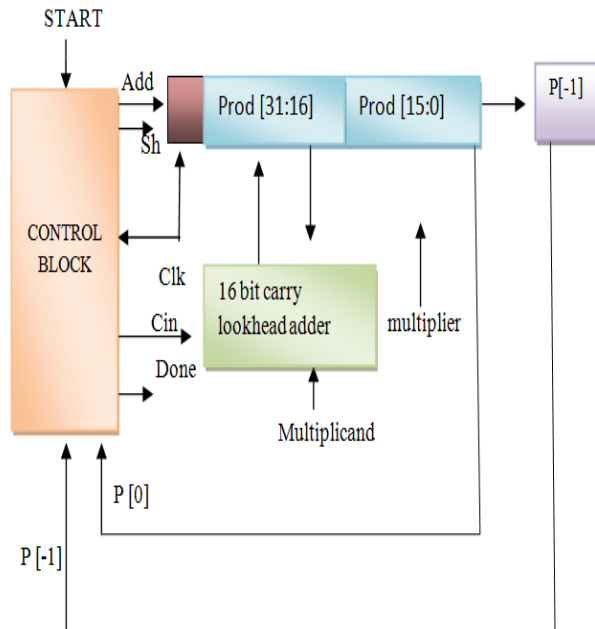 START
Add
Sh
Prod [31:16]
Prod [15:0]
P[-1]
CONTROL
BLOCK
Clk
Cin
Done
16 bit carry
lookhead adder
multiplier
Multiplicand
P [0]
P [-1]